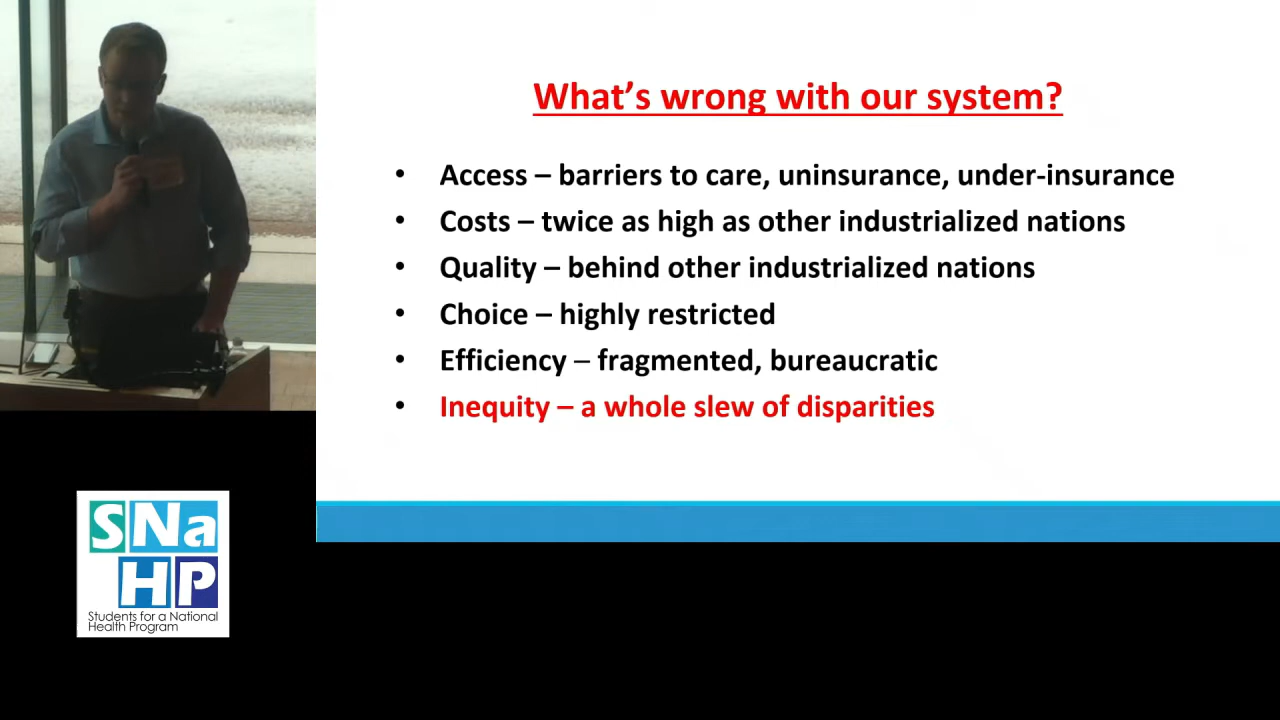 What's wrong with our system?
• Access – barriers to care, uninsurance, under-insurance
• Costs – twice as high as other industrialized nations
• Quality – behind other industrialized nations
• Choice – highly restricted
• Efficiency – fragmented, bureaucratic
• Inequity – a whole slew of disparities
SNa
HP
Students for a National
Health Program